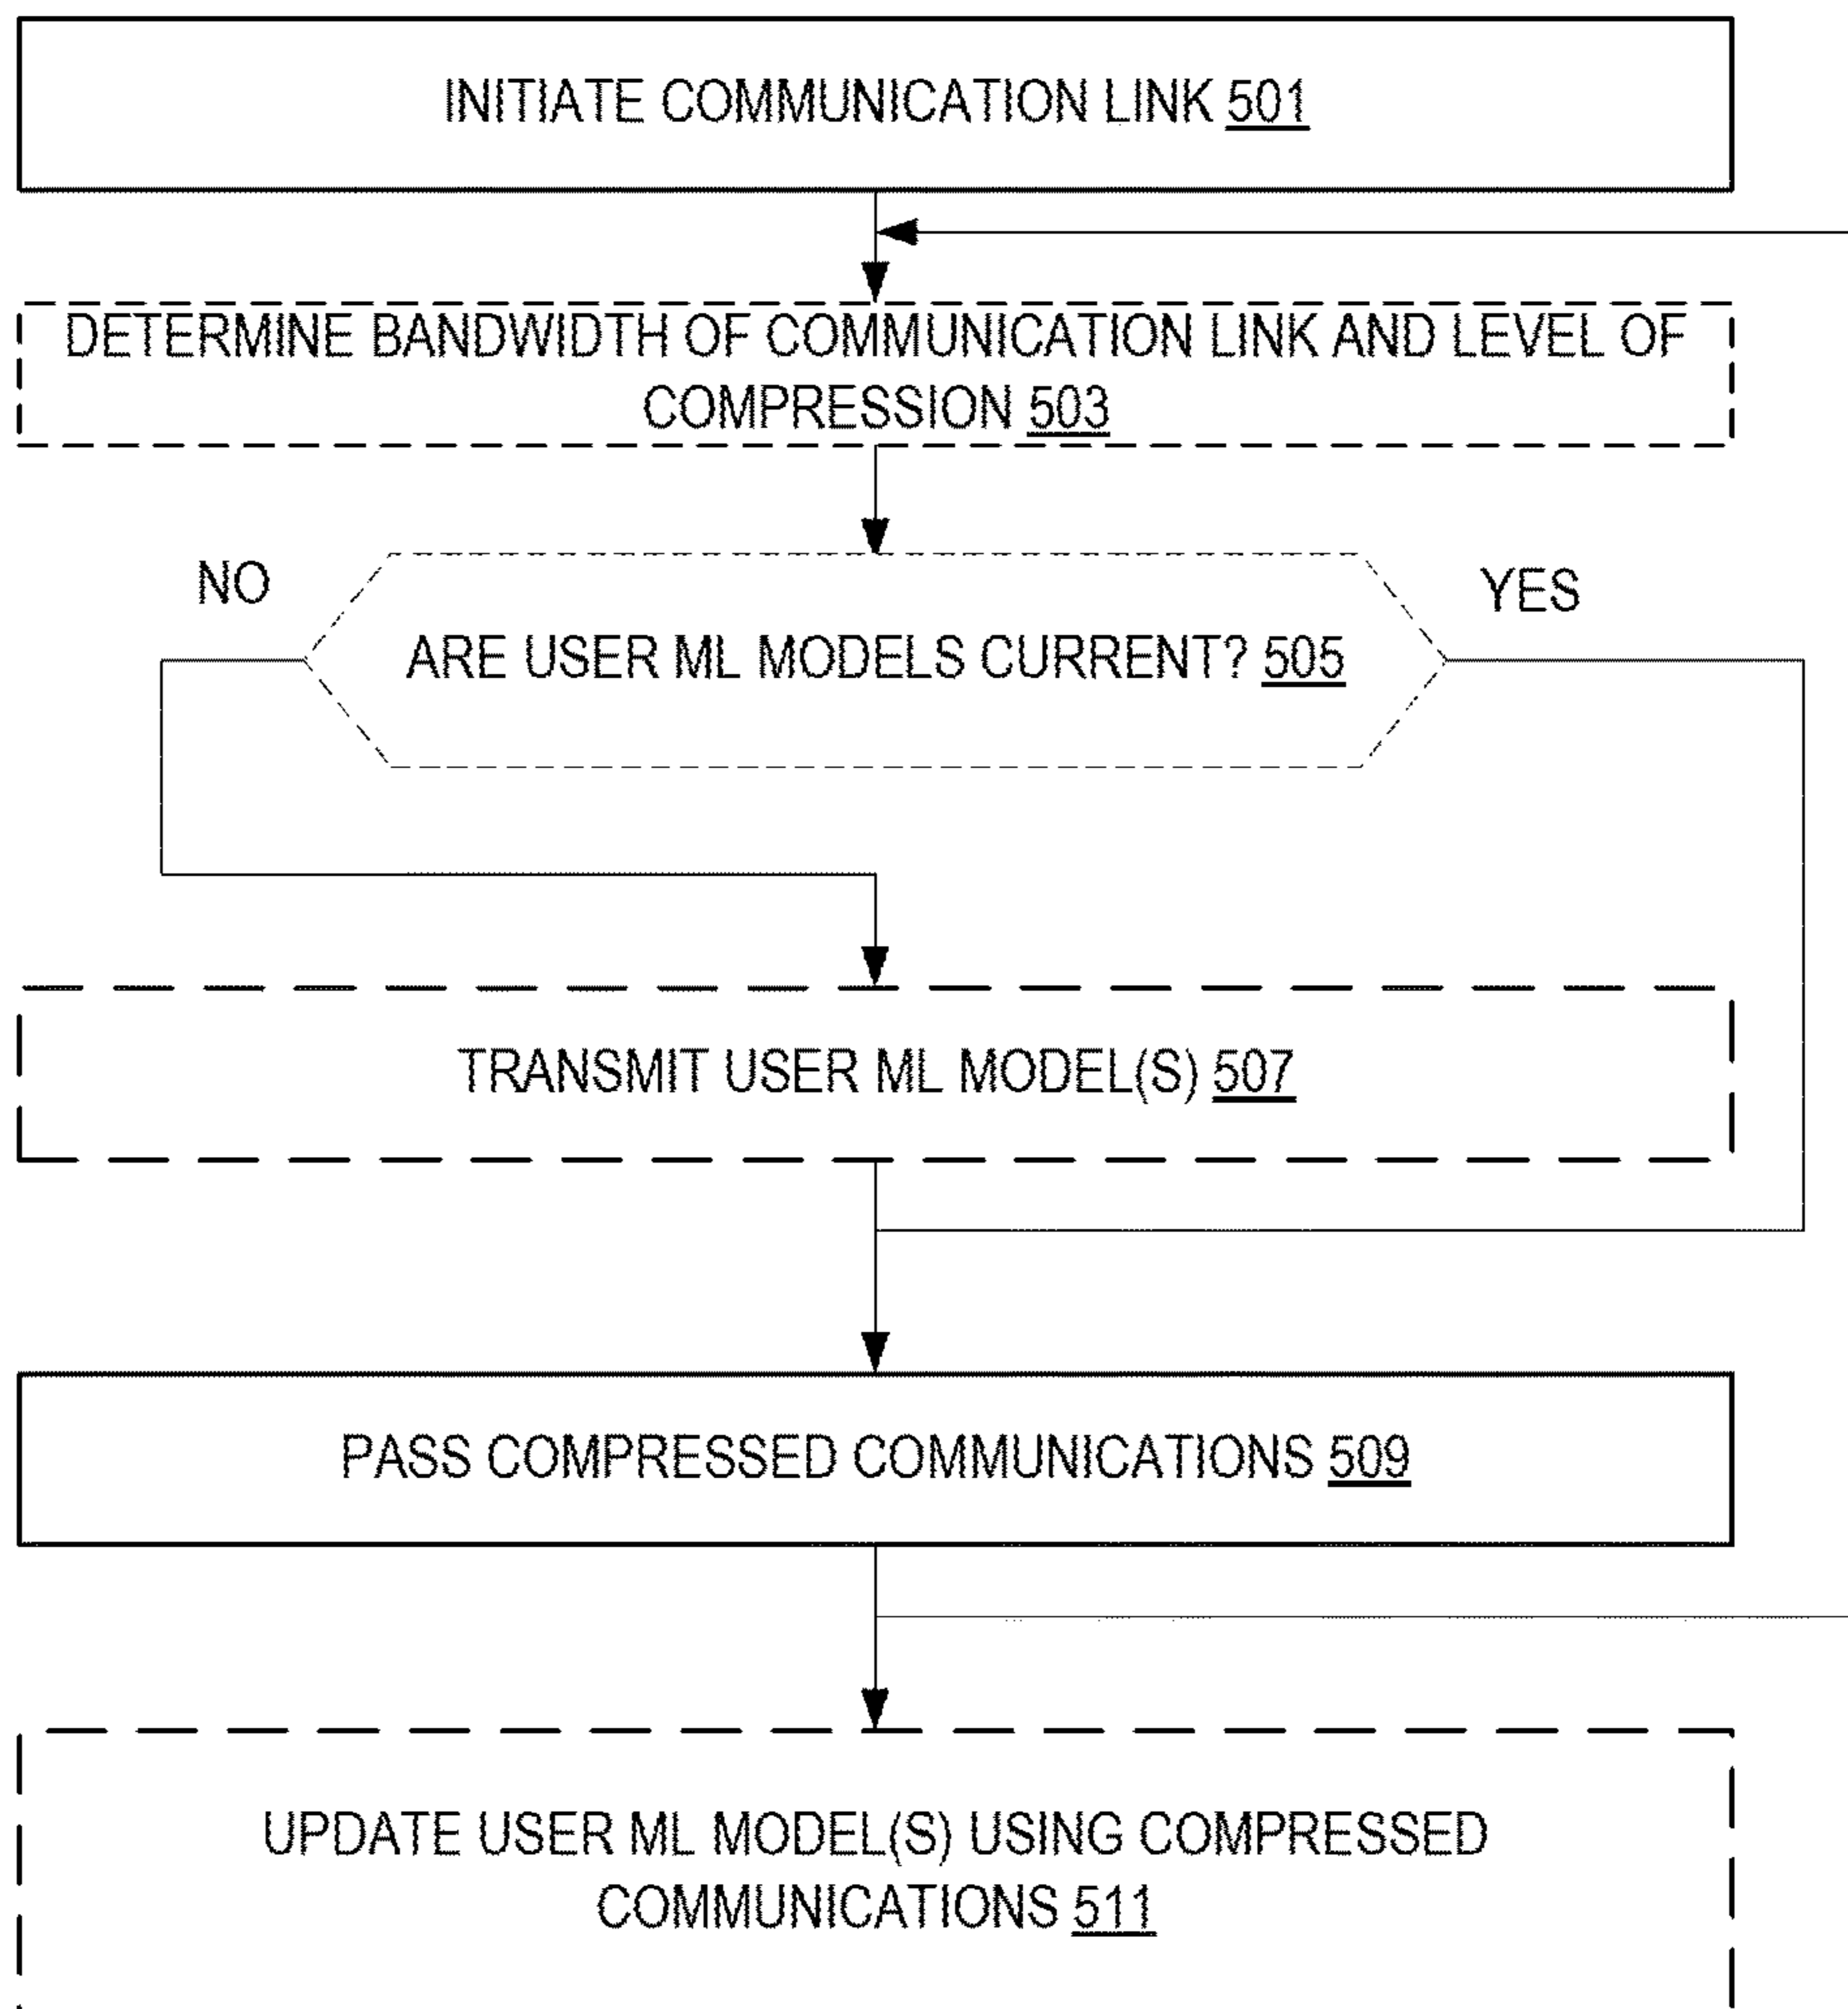 INITIATE COMMUNICATION LINK 501
DETERMINE BANDWIDTH OF COMMUNICATION LINK AND LEVEL OF
COMPRESSION 503
NO
YES
ARE USER ML MODELS CURRENT? 505
TRANSMIT USER ML MODEL(S) 507
PASS COMPRESSED COMMUNICATIONS 509
UPDATE USER ML MODEL(S) USING COMPRESSED
COMMUNICATIONS 511